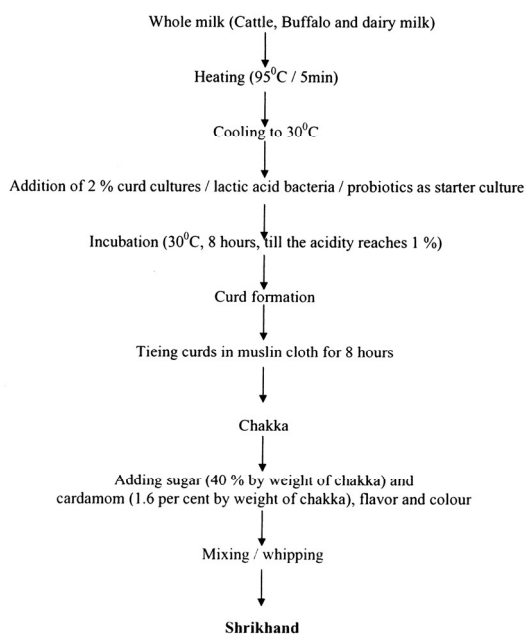 Whole milk (Cattle, Buffalo and dairy milk)
Heating (95⁰C / 5min)
Cooling to 30⁰C
Addition of 2 % curd cultures / lactic acid bacteria / probiotics as starter culture
Incubation (30⁰C, 8 hours, till the acidity reaches 1 %)
Curd formation
Tieing curds in muslin cloth for 8 hours
Chakka
Adding sugar (40 % by weight of chakka) and
cardamom (1.6 per cent by weight of chakka), flavor and colour
Mixing / whipping
Shrikhand